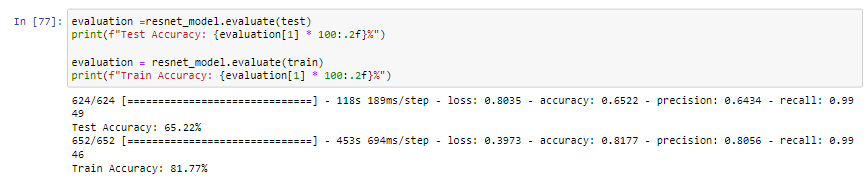 In [77]: evaluation =resnet_model.evaluate(test)
print(f"Test Accuracy: {evaluation[1] * 100:.2f}%")
evaluation = resnet_model.evaluate(train)
print(f"Train Accuracy: {evaluation[1] * 100:.2f}%")
624/624 [==============================] - 118s 189ms/step - loss: 0.8035 - accuracy: 0.6522 - precision: 0.6434 - recall: 0.99
49
Test Accuracy: 65.22%
652/652 [==============================] - 453s 694ms/step - loss: 0.3973 - accuracy: 0.8177 - precision: 0.8056 - recall: 0.99
46
Train Accuracy: 81.77%